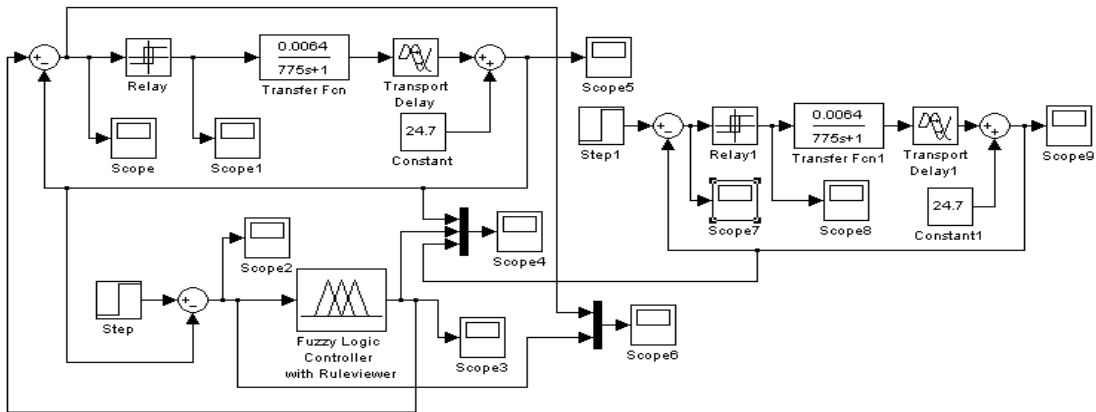 0.0064
775s+1
Relay
Transfer Fcn
Transport
Delay
Scope5
24.7
Constant
Scope
Scope1
Step1
Relay1
0.0064
775s+1
Transfer Fcn1
Transport
Delay1
Scope9
24.7
Constant1
Scope7
Scope8
Scope2
Scope4
Step
Fuzzy Logic
Controller
with Ruleviewer
Scope3
Scope6